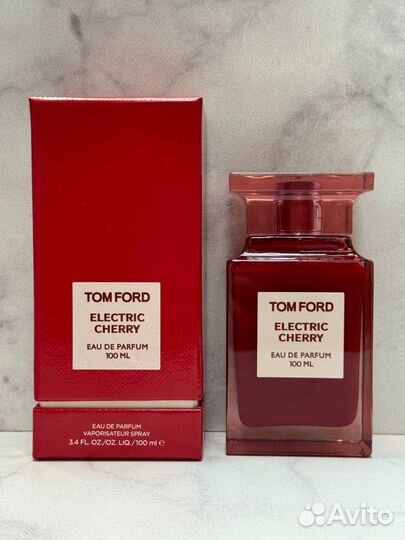 TOM FORD
ELECTRIC
CHERRY
EAU DE PARFUM
100 ML
EAU DE PARFUM
VAPORISATEUR SPRAY
3.4 FL. OZ./OZ. LIQ./100 ml e
TOM FORD
ELECTRIC
CHERRY
EAU DE PARFUM
100 ML
Avito